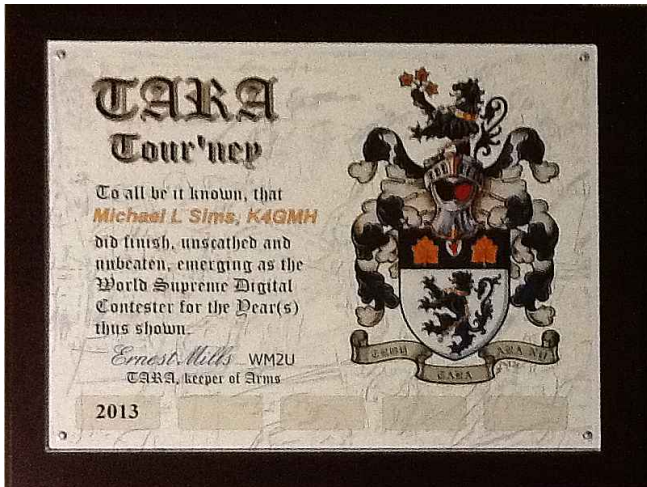 TARA
Tour'ney
To all be it known, that
Michael L Sims, K4GMH
did finish, unscathed and
unbeaten, emerging as the
World Supreme Digital
Contester for the Year(s)
thus shown.
Ernest Mills WM2U
TARA, keeper of Arms
TARA
2013